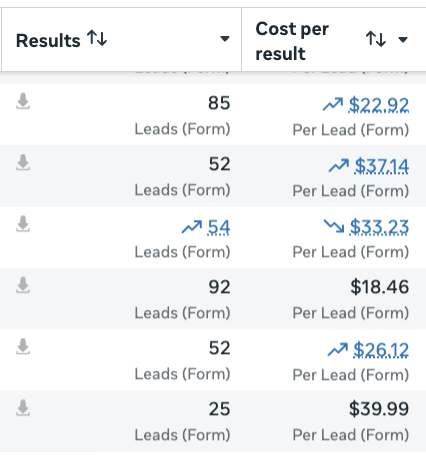 Results
Cost per
result
85 $22.92
Leads (Form) Per Lead (Form)
52 $37.14
Leads (Form) Per Lead (Form)
54 $33.23
Leads (Form) Per Lead (Form)
92 $18.46
Leads (Form) Per Lead (Form)
52 $26.12
Leads (Form) Per Lead (Form)
25 $39.99
Leads (Form) Per Lead (Form)